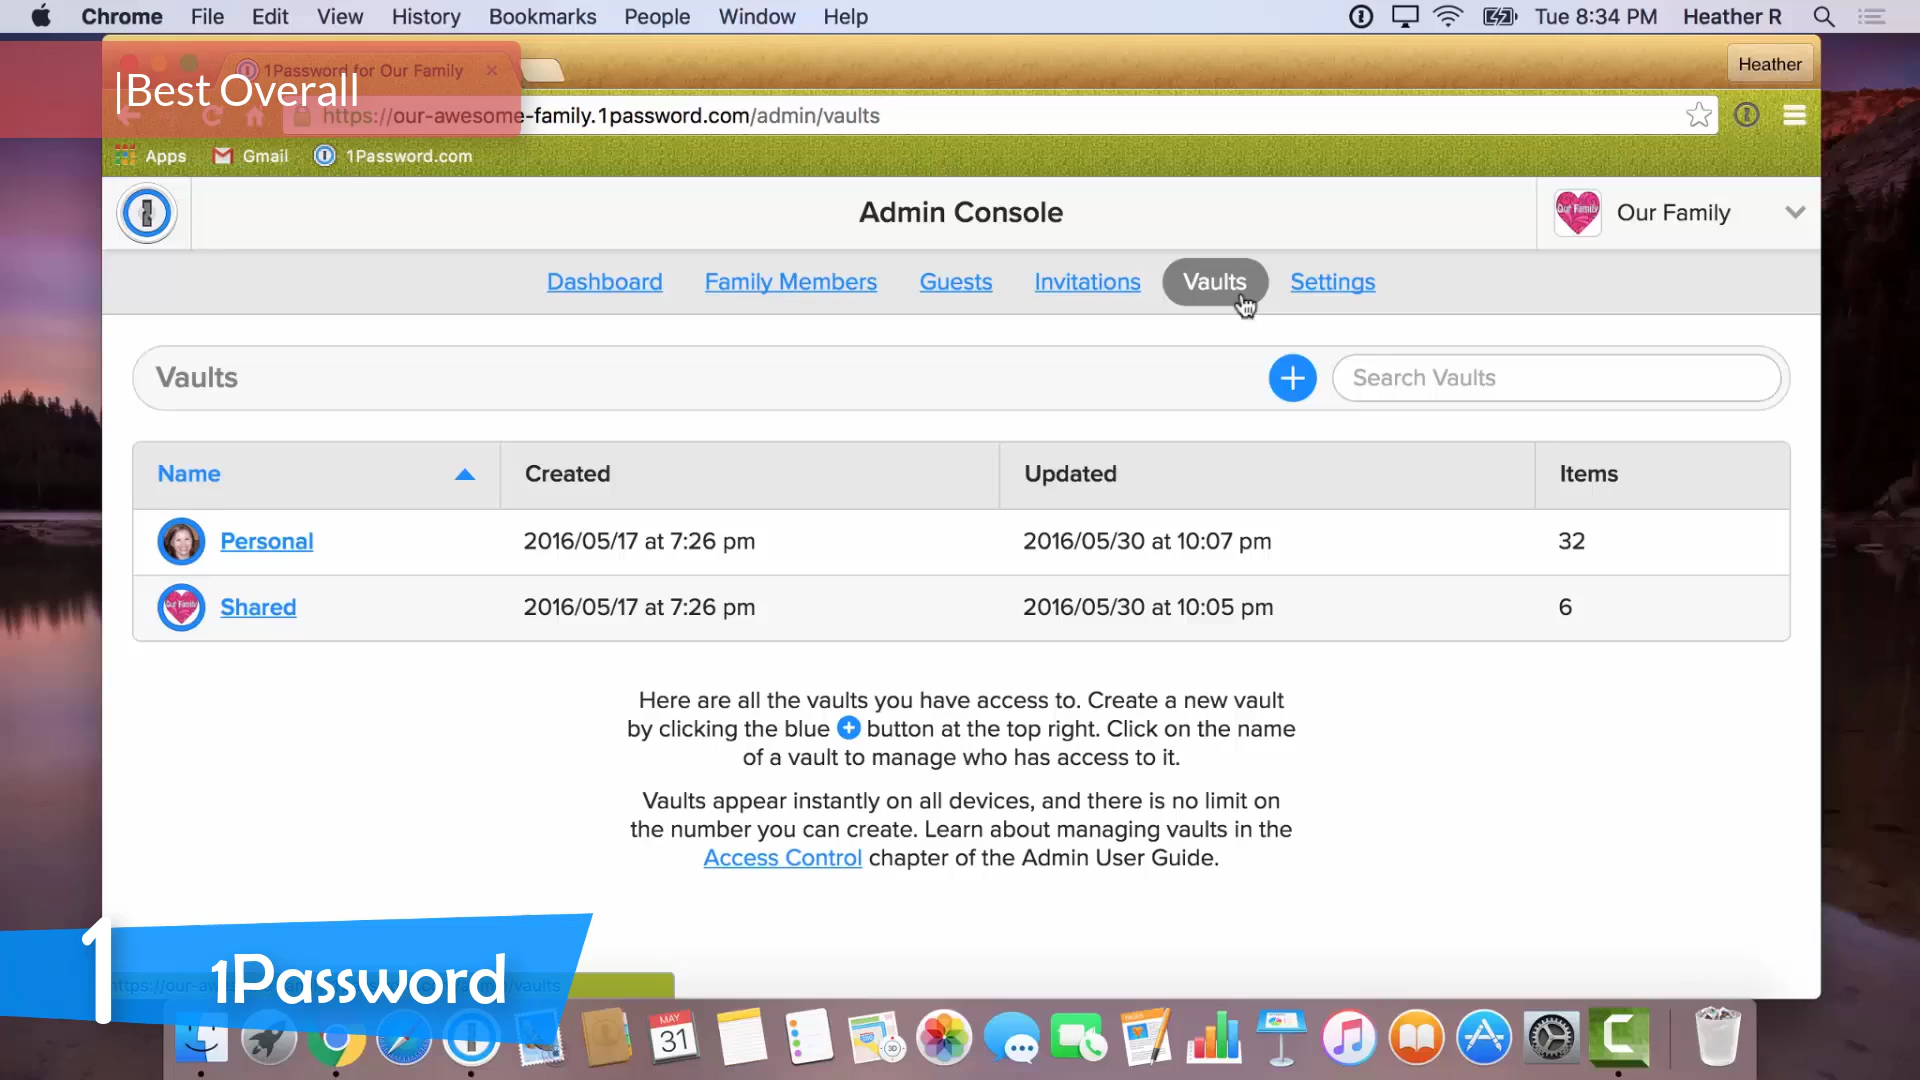 Chrome File Edit View History Bookmarks People Window Help Tue 8:34 PM Heather R
1Password for Our Family
Heather
|Best Overall
https://our-awesome-family.1password.com/admin/vaults
Apps Gmail 1Password.com
Admin Console
Our Family
Our Family
Dashboard Family Members Guests Invitations Vaults Settings
Vaults
Search Vaults
Name Created Updated Items
Personal 2016/05/17 at 7:26 pm 2016/05/30 at 10:07 pm 32
Our Family
Shared 2016/05/17 at 7:26 pm 2016/05/30 at 10:05 pm 6
Here are all the vaults you have access to. Create a new vault
by clicking the blue + button at the top right. Click on the name
of a vault to manage who has access to it.
Vaults appear instantly on all devices, and there is no limit on
the number you can create. Learn about managing vaults in the
Access Control chapter of the Admin User Guide.
1
1Password
MAY
31
PAGES
3D